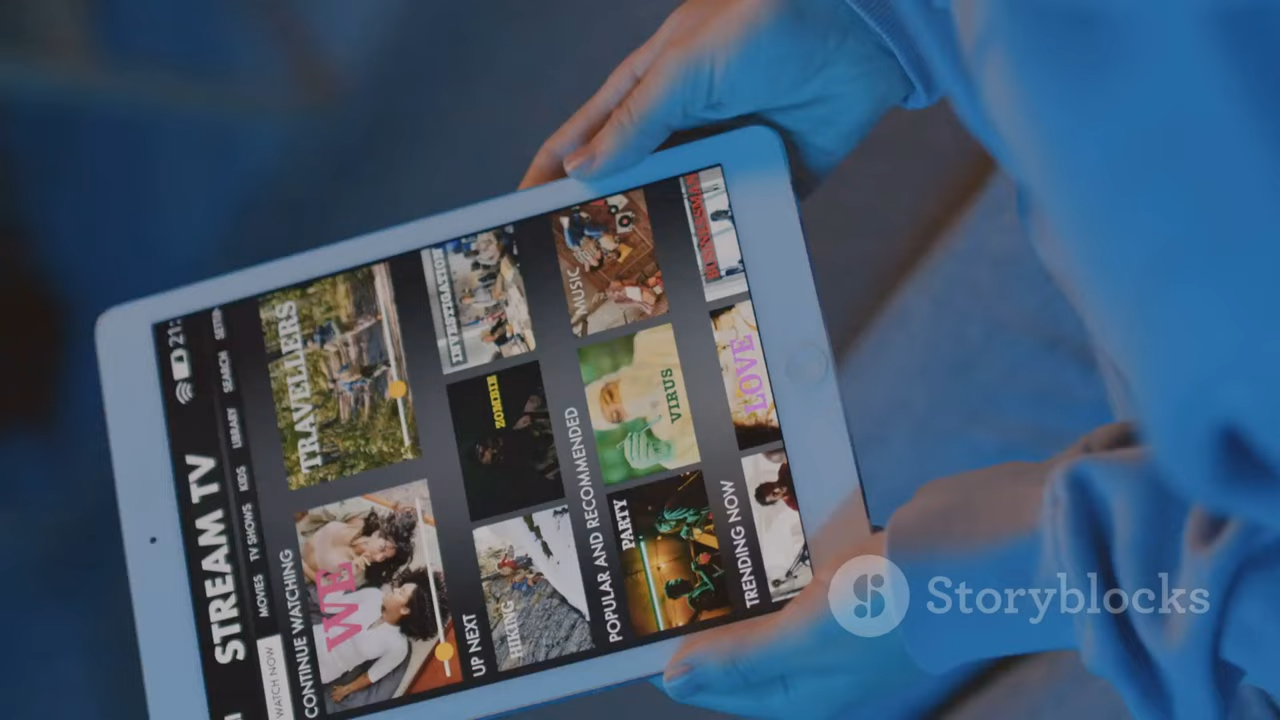 21:
STREAM TV
WATCH NOW
MOVIES
TV SHOWS
KIDS
LIBRARY
SEARCH
CONTINUE WATCHING
WE
TRAVELLERS
UP NEXT
HIKING
ZOMBIE
INVESTIGATION
POPULAR AND RECOMMENDED
PARTY
VIRUS
MUSIC
TRENDING NOW
LOVE
Storyblocks